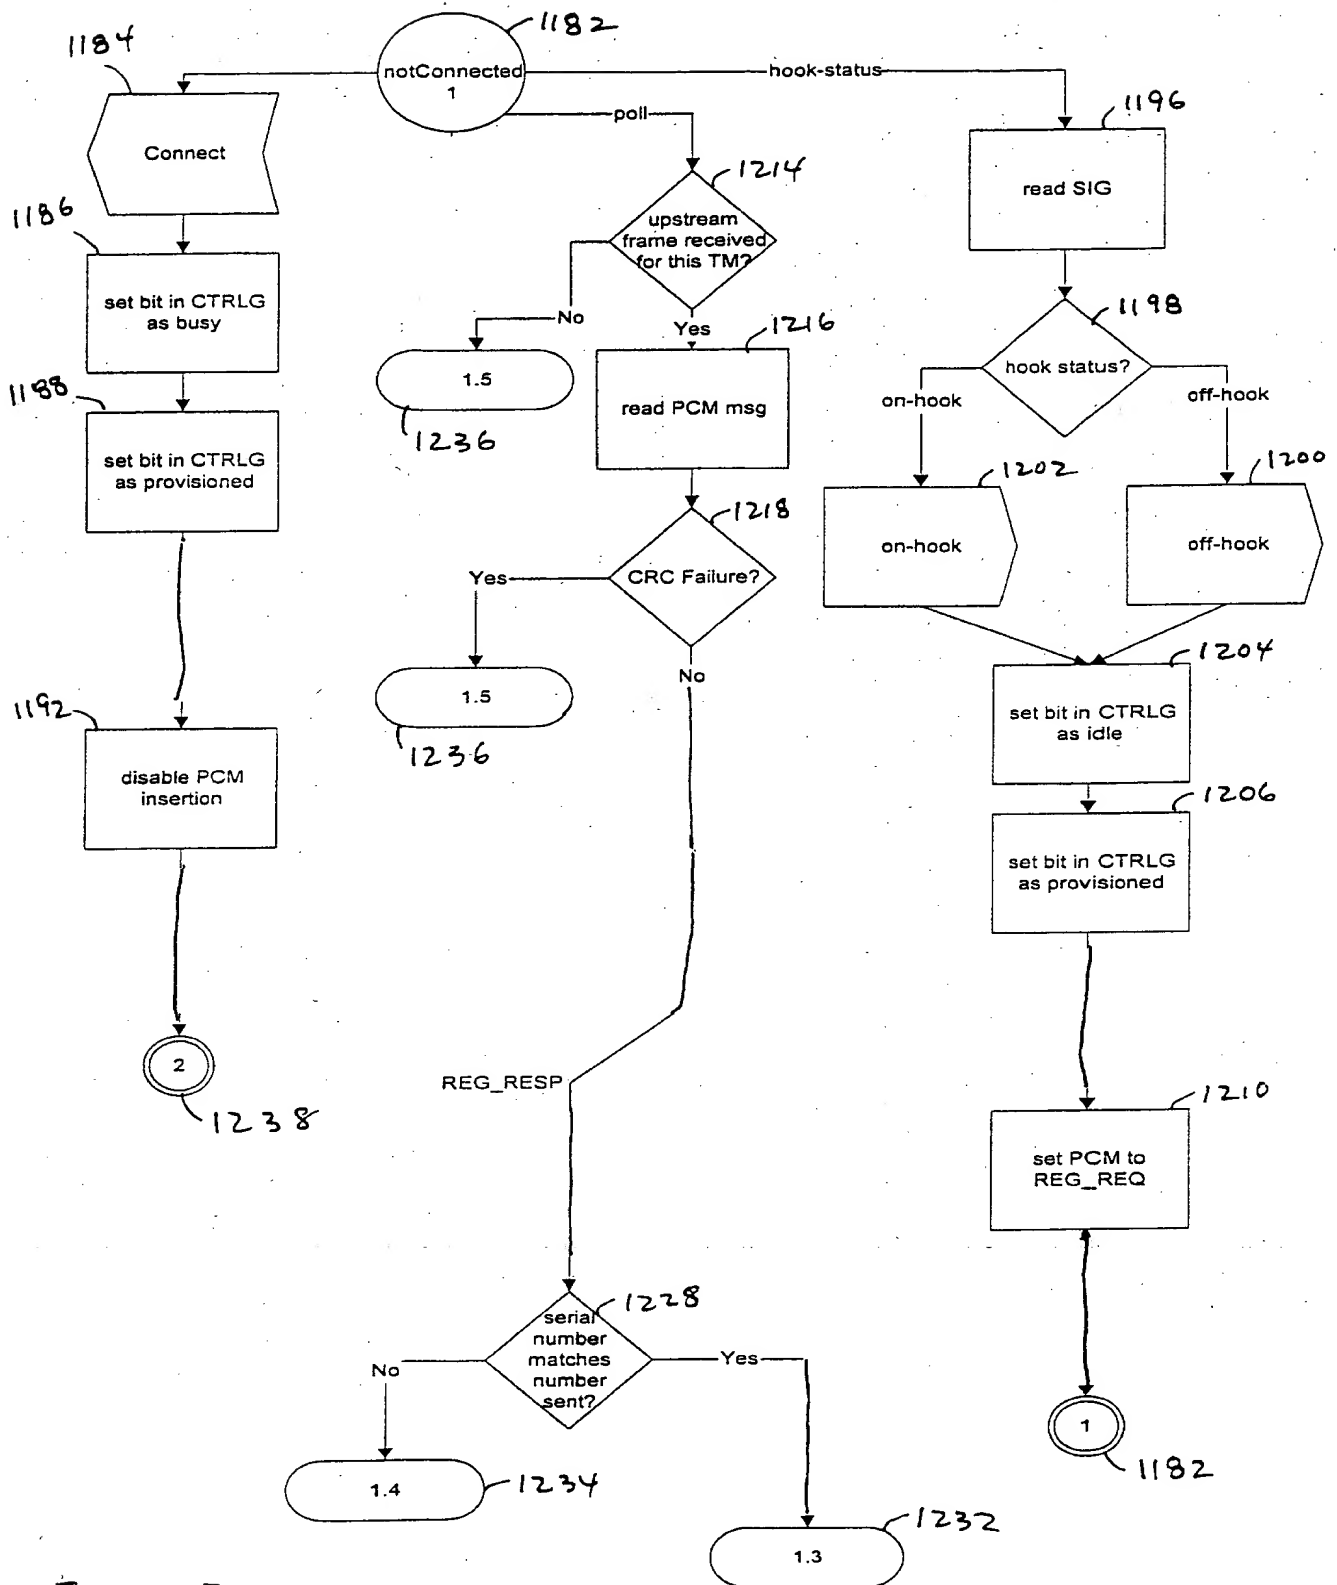 1182
1184
notConnected
1
hook-status
poll
1196
Connect
1214
read SIG
1186
upstream
frame received
for this TM?
set bit in CTRLG
as busy
No
Yes
1216
1198
hook status?
1.5
1188
on-hook
off-hook
read PCM msg
1236
set bit in CTRLG
as provisioned
1202
1200
1218
on-hook
off-hook
Yes
CRC Failure?
No
1204
1.5
1192
set bit in CTRLG
as idle
1236
disable PCM
insertion
1206
set bit in CTRLG
as provisioned
2
REG_RESP
1238
1210
set PCM to
REG_REQ
1228
serial
number
matches
number
sent?
No
Yes
1
1182
1.4
1234
1232
1.3